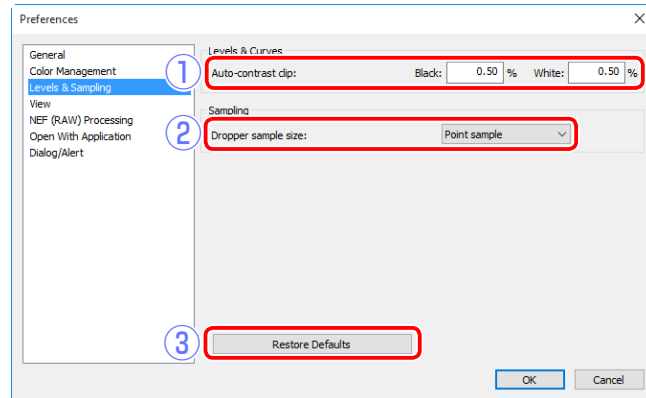 Preferences
General
Color Management
Levels & Sampling
View
NEF (RAW) Processing
Open With Application
Dialog/Alert
Levels & Curves
① Auto-contrast clip: Black: 0.50 % White: 0.50 %
Sampling
② Dropper sample size: Point sample
③ Restore Defaults
OK Cancel